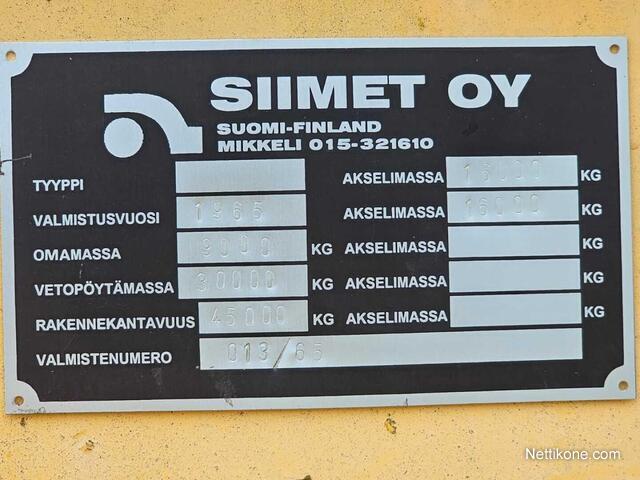 SIIMET OY
SUOMI-FINLAND
MIKKELI 015-321610
TYYPPI
AKSELIMASSA 16000 KG
VALMISTUSVUOSI 1965
AKSELIMASSA 16000 KG
OMAMASSA 19000 KG
AKSELIMASSA KG
VETOPÖYTÄMASSA 30000 KG
AKSELIMASSA KG
RAKENNEKANTAVUUS 45000 KG
AKSELIMASSA KG
VALMISTENUMERO 013/65
Nettikone.com